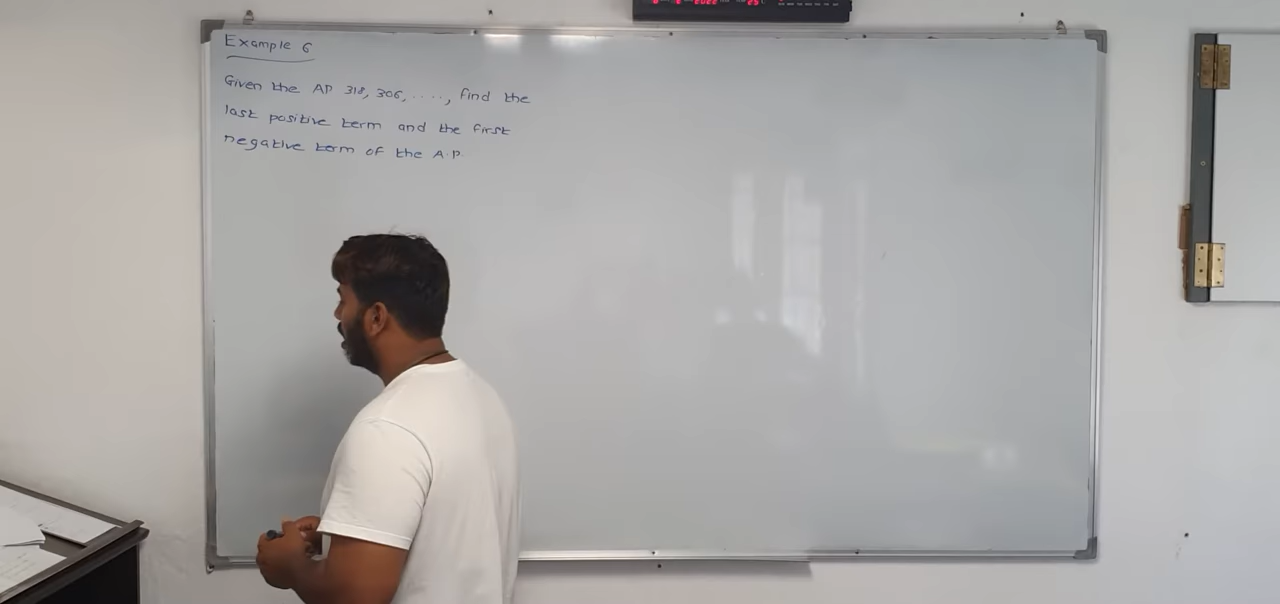 Example 6
Given the AP 318, 306, ....., find the
last positive term and the first
negative term of the A.P.